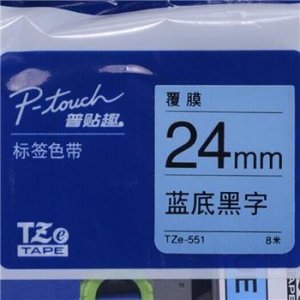 P-touch
普贴趣
标签色带
TZe
TAPE
覆膜
24mm
蓝底黑字
TZe-551 8米